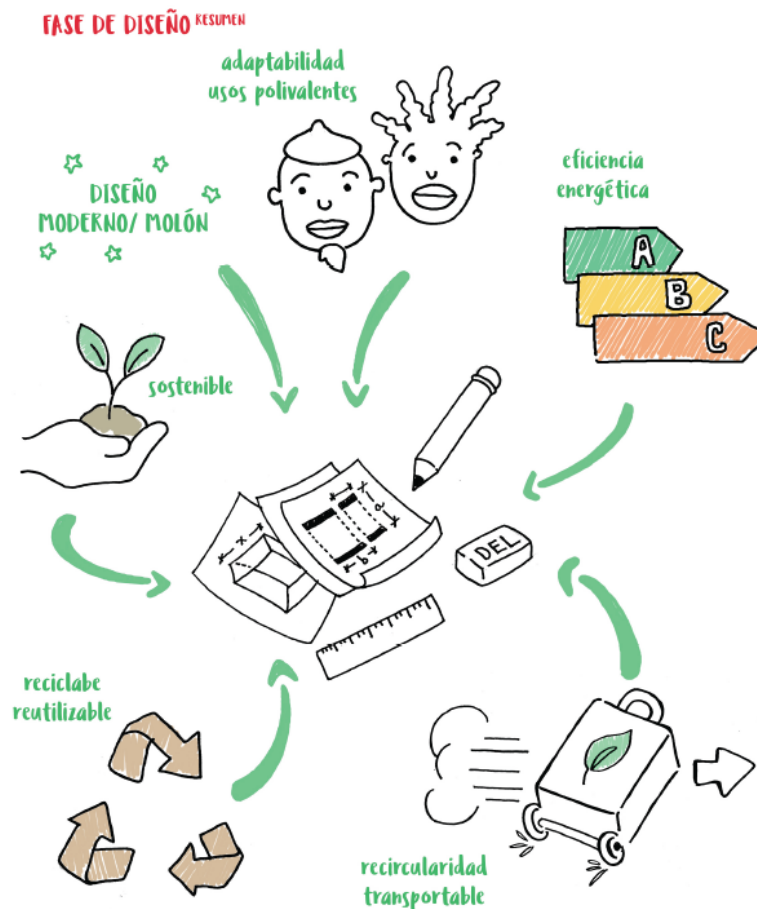 FASE DE DISEÑO RESUMEN
adaptabilidad
usos polivalentes
DISEÑO
MODERNO/ MOLÓN
eficiencia
energética
A
B
C
sostenible
x
x
a
b
DEL
reciclabe
reutilizable
recircularidad
transportable